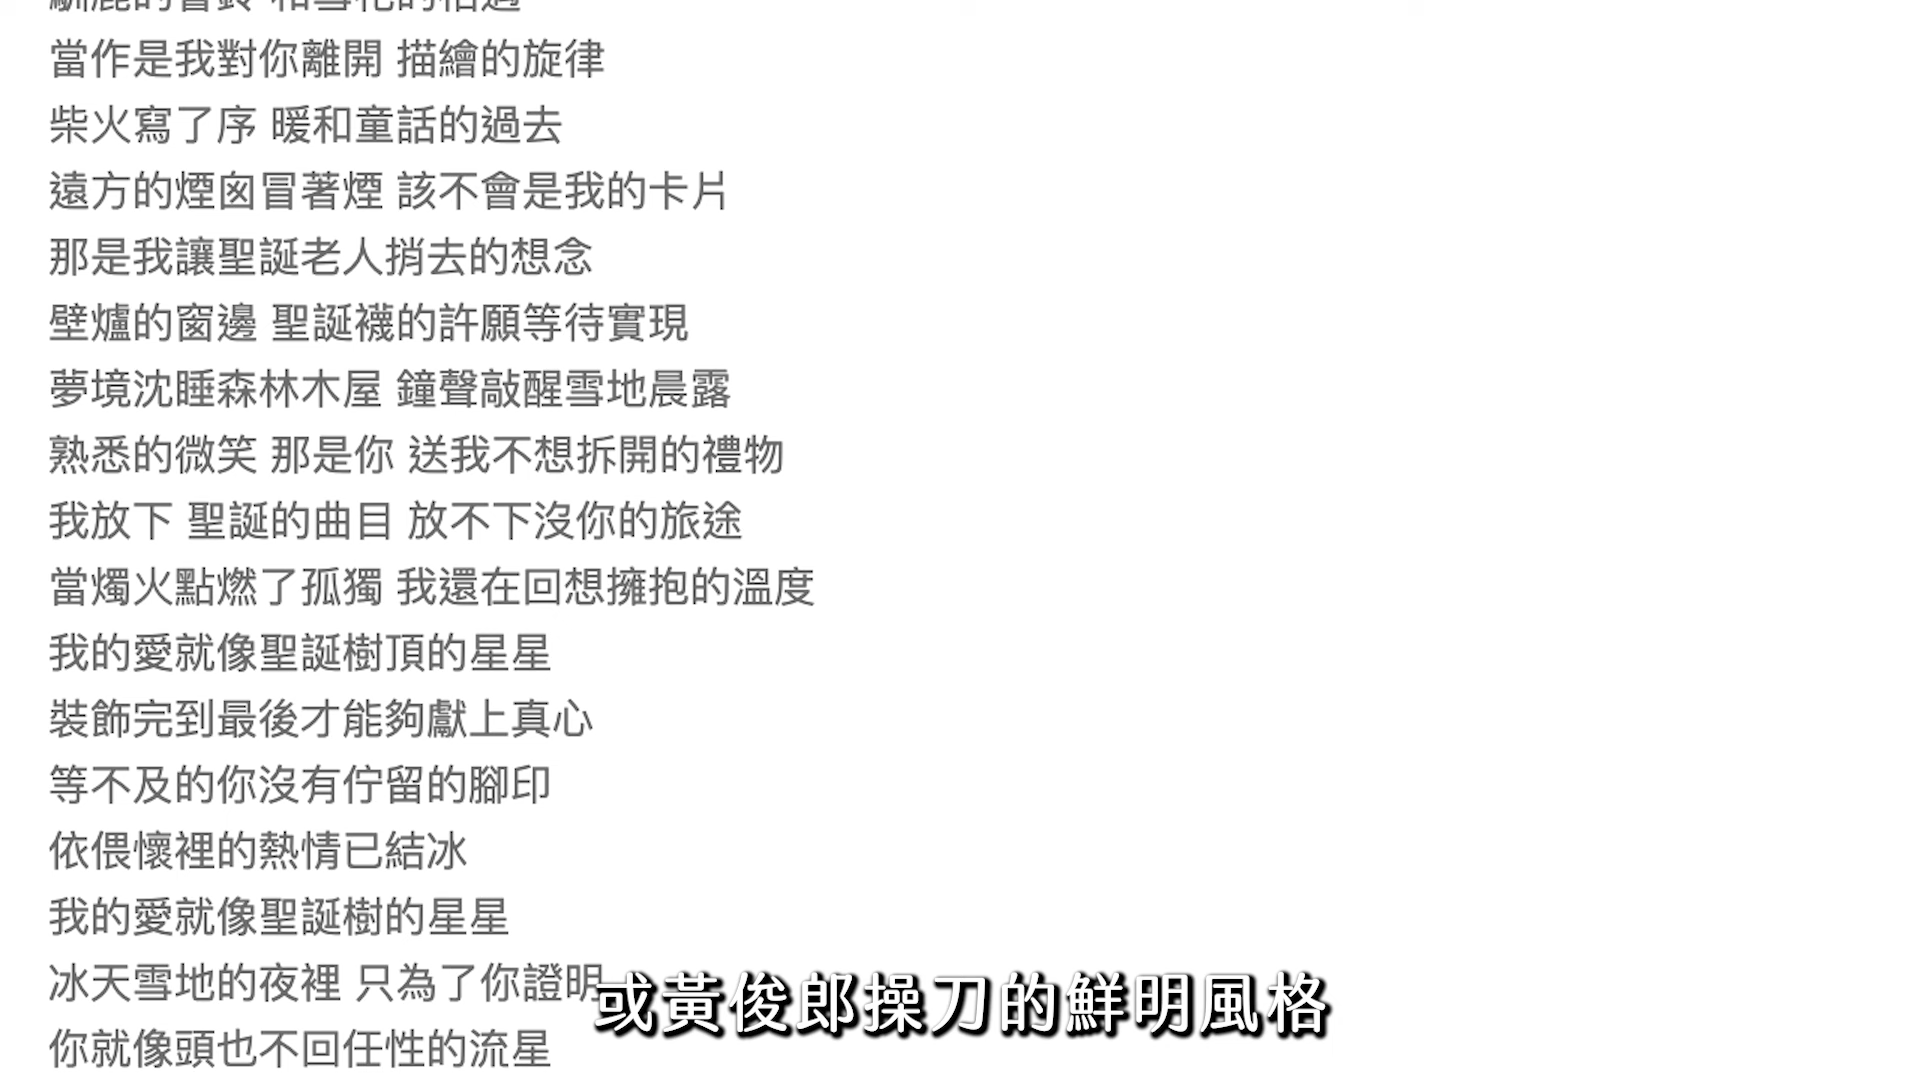 當作是我對你離開 描繪的旋律
柴火寫了序 暖和童話的過去
遠方的煙囪冒著煙 該不會是我的卡片
那是我讓聖誕老人捎去的想念
壁爐的窗邊 聖誕襪的許願等待實現
夢境沈睡森林木屋 鐘聲敲醒雪地晨露
熟悉的微笑 那是你 送我不想拆開的禮物
我放下 聖誕的曲目 放不下沒你的旅途
當燭火點燃了孤獨 我還在回想擁抱的溫度
我的愛就像聖誕樹頂的星星
裝飾完到最後才能夠獻上真心
等不及的你沒有佇留的腳印
依偎懷裡的熱情已結冰
我的愛就像聖誕樹的星星
冰天雪地的夜裡 只為了你證明
或黃俊郎操刀的鮮明風格
你就像頭也不回任性的流星